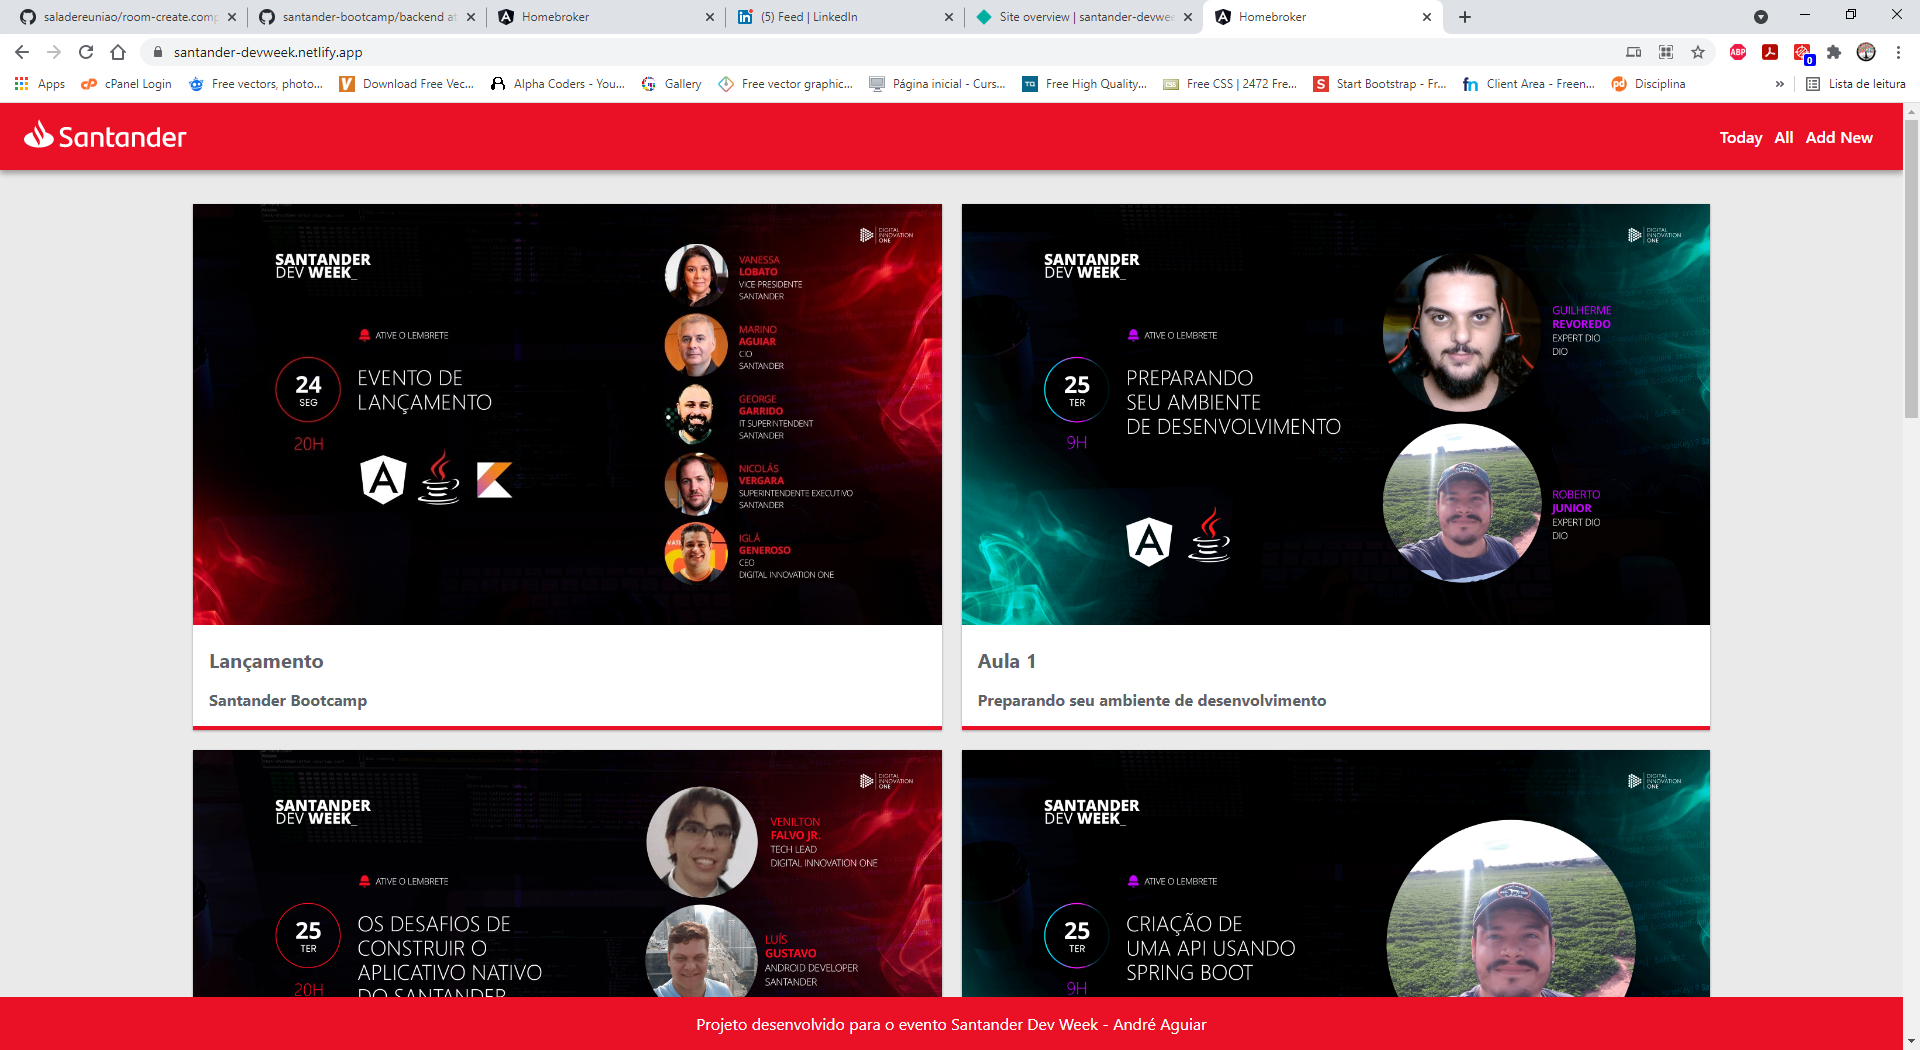 saladereuniao/room-create.comp
santander-bootcamp/backend at
Homebroker
(5) Feed | LinkedIn
Site overview | santander-devwee
Homebroker
santander-devweek.netlify.app
ABP
0
Apps
cPanel Login
Free vectors, photo...
Download Free Vec...
Alpha Coders - You...
Gallery
Free vector graphic...
Página inicial - Curs...
Free High Quality...
Free CSS | 2472 Fre...
Start Bootstrap - Fr...
Client Area - Freen...
Disciplina
»
Lista de leitura
Santander
Today All Add New
DIGITAL
INNOVATION
ONE
SANTANDER
DEV WEEK_
ATIVE O LEMBRETE
24
SEG
20H
EVENTO DE
LANÇAMENTO
VANESSA
LOBATO
VICE PRESIDENTE
SANTANDER
MARINO
AGUIAR
CIO
SANTANDER
GEORGE
GARRIDO
IT SUPERINTENDENT
SANTANDER
NICOLÁS
VERGARA
SUPERINTENDENTE EXECUTIVO
SANTANDER
IGLÁ
GENEROSO
CEO
DIGITAL INNOVATION ONE
Lançamento
Santander Bootcamp
DIGITAL
INNOVATION
ONE
SANTANDER
DEV WEEK_
ATIVE O LEMBRETE
25
TER
9H
PREPARANDO
SEU AMBIENTE
DE DESENVOLVIMENTO
GUILHERME
REVOREDO
EXPERT DIO
DIO
ROBERTO
JUNIOR
EXPERT DIO
DIO
Aula 1
Preparando seu ambiente de desenvolvimento
DIGITAL
INNOVATION
ONE
SANTANDER
DEV WEEK_
ATIVE O LEMBRETE
25
TER
20H
OS DESAFIOS DE
CONSTRUIR O
APLICATIVO NATIVO
DO SANTANDER
VENILTON
FALVO JR.
TECH LEAD
DIGITAL INNOVATION ONE
LUÍS
GUSTAVO
ANDROID DEVELOPER
SANTANDER
DIGITAL
INNOVATION
ONE
SANTANDER
DEV WEEK_
ATIVE O LEMBRETE
25
TER
9H
CRIAÇÃO DE
UMA API USANDO
SPRING BOOT
Projeto desenvolvido para o evento Santander Dev Week - André Aguiar